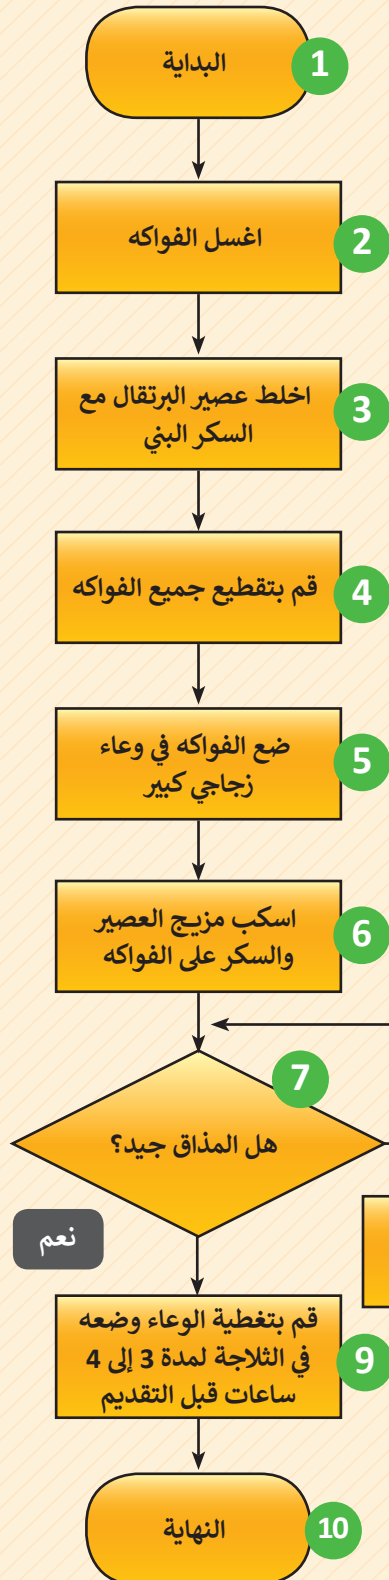 البداية
1
اغسل الفواكه
2
اخلط عصير البرتقال مع
السكر البني
3
قم بتقطيع جميع الفواكه
4
ضع الفواكه في وعاء
زجاجي كبير
5
اسكب مزيج العصير
والسكر على الفواكه
6
7
هل المذاق جيد؟
نعم
قم بتغطية الوعاء وضعه
في الثلاجة لمدة 3 إلى 4
ساعات قبل التقديم
9
النهاية
10